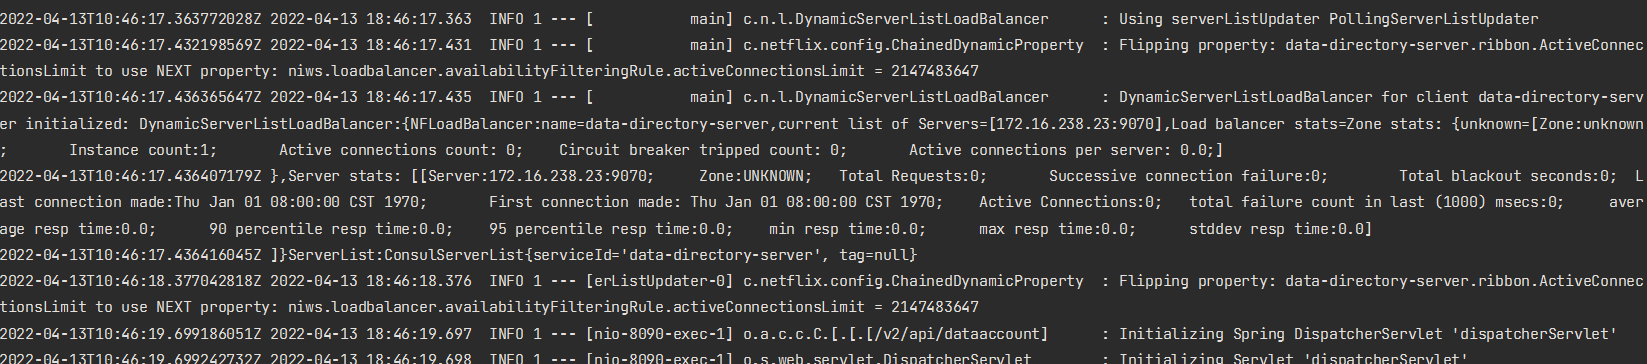 2022-04-13T10:46:17.363772028Z 2022-04-13 18:46:17.363  INFO 1 --- [           main] c.n.l.DynamicServerListLoadBalancer      : Using serverListUpdater PollingServerListUpdater
2022-04-13T10:46:17.432198569Z 2022-04-13 18:46:17.431  INFO 1 --- [           main] c.netflix.config.ChainedDynamicProperty  : Flipping property: data-directory-server.ribbon.ActiveConnec
tionsLimit to use NEXT property: niws.loadbalancer.availabilityFilteringRule.activeConnectionsLimit = 2147483647
2022-04-13T10:46:17.436365647Z 2022-04-13 18:46:17.435  INFO 1 --- [           main] c.n.l.DynamicServerListLoadBalancer      : DynamicServerListLoadBalancer for client data-directory-serv
er initialized: DynamicServerListLoadBalancer:{NFLoadBalancer:name=data-directory-server,current list of Servers=[172.16.238.23:9070],Load balancer stats=Zone stats: {unknown=[Zone:unknown
;       Instance count:1;       Active connections count: 0;    Circuit breaker tripped count: 0;       Active connections per server: 0.0;]
2022-04-13T10:46:17.436407179Z },Server stats: [[Server:172.16.238.23:9070;     Zone:UNKNOWN;   Total Requests:0;       Successive connection failure:0;        Total blackout seconds:0;  L
ast connection made:Thu Jan 01 08:00:00 CST 1970;       First connection made: Thu Jan 01 08:00:00 CST 1970;    Active Connections:0;   total failure count in last (1000) msecs:0;     aver
age resp time:0.0;      90 percentile resp time:0.0;    95 percentile resp time:0.0;    min resp time:0.0;      max resp time:0.0;      stddev resp time:0.0]
2022-04-13T10:46:17.436416045Z ]}ServerList:ConsulServerList{serviceId='data-directory-server', tag=null}
2022-04-13T10:46:18.377042818Z 2022-04-13 18:46:18.376  INFO 1 --- [erListUpdater-0] c.netflix.config.ChainedDynamicProperty  : Flipping property: data-directory-server.ribbon.ActiveConnec
tionsLimit to use NEXT property: niws.loadbalancer.availabilityFilteringRule.activeConnectionsLimit = 2147483647
2022-04-13T10:46:19.699186051Z 2022-04-13 18:46:19.697  INFO 1 --- [nio-8090-exec-1] o.a.c.c.C.[.[.[/v2/api/dataaccount]      : Initializing Spring DispatcherServlet 'dispatcherServlet'
2022-04-13T10:46:19.699242732Z 2022-04-13 18:46:19.698  INFO 1 --- [nio-8090-exec-1] o.s.web.servlet.DispatcherServlet        : Initializing Servlet 'dispatcherServlet'